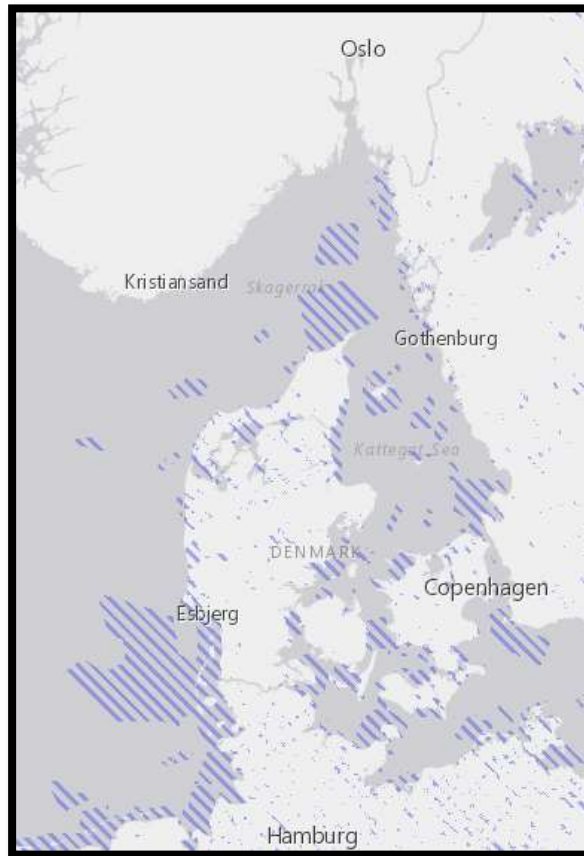 Oslo
Kristiansand
Skagerrak
Gothenburg
Kattegat Sea
DENMARK
Copenhagen
Esbjerg
Hamburg